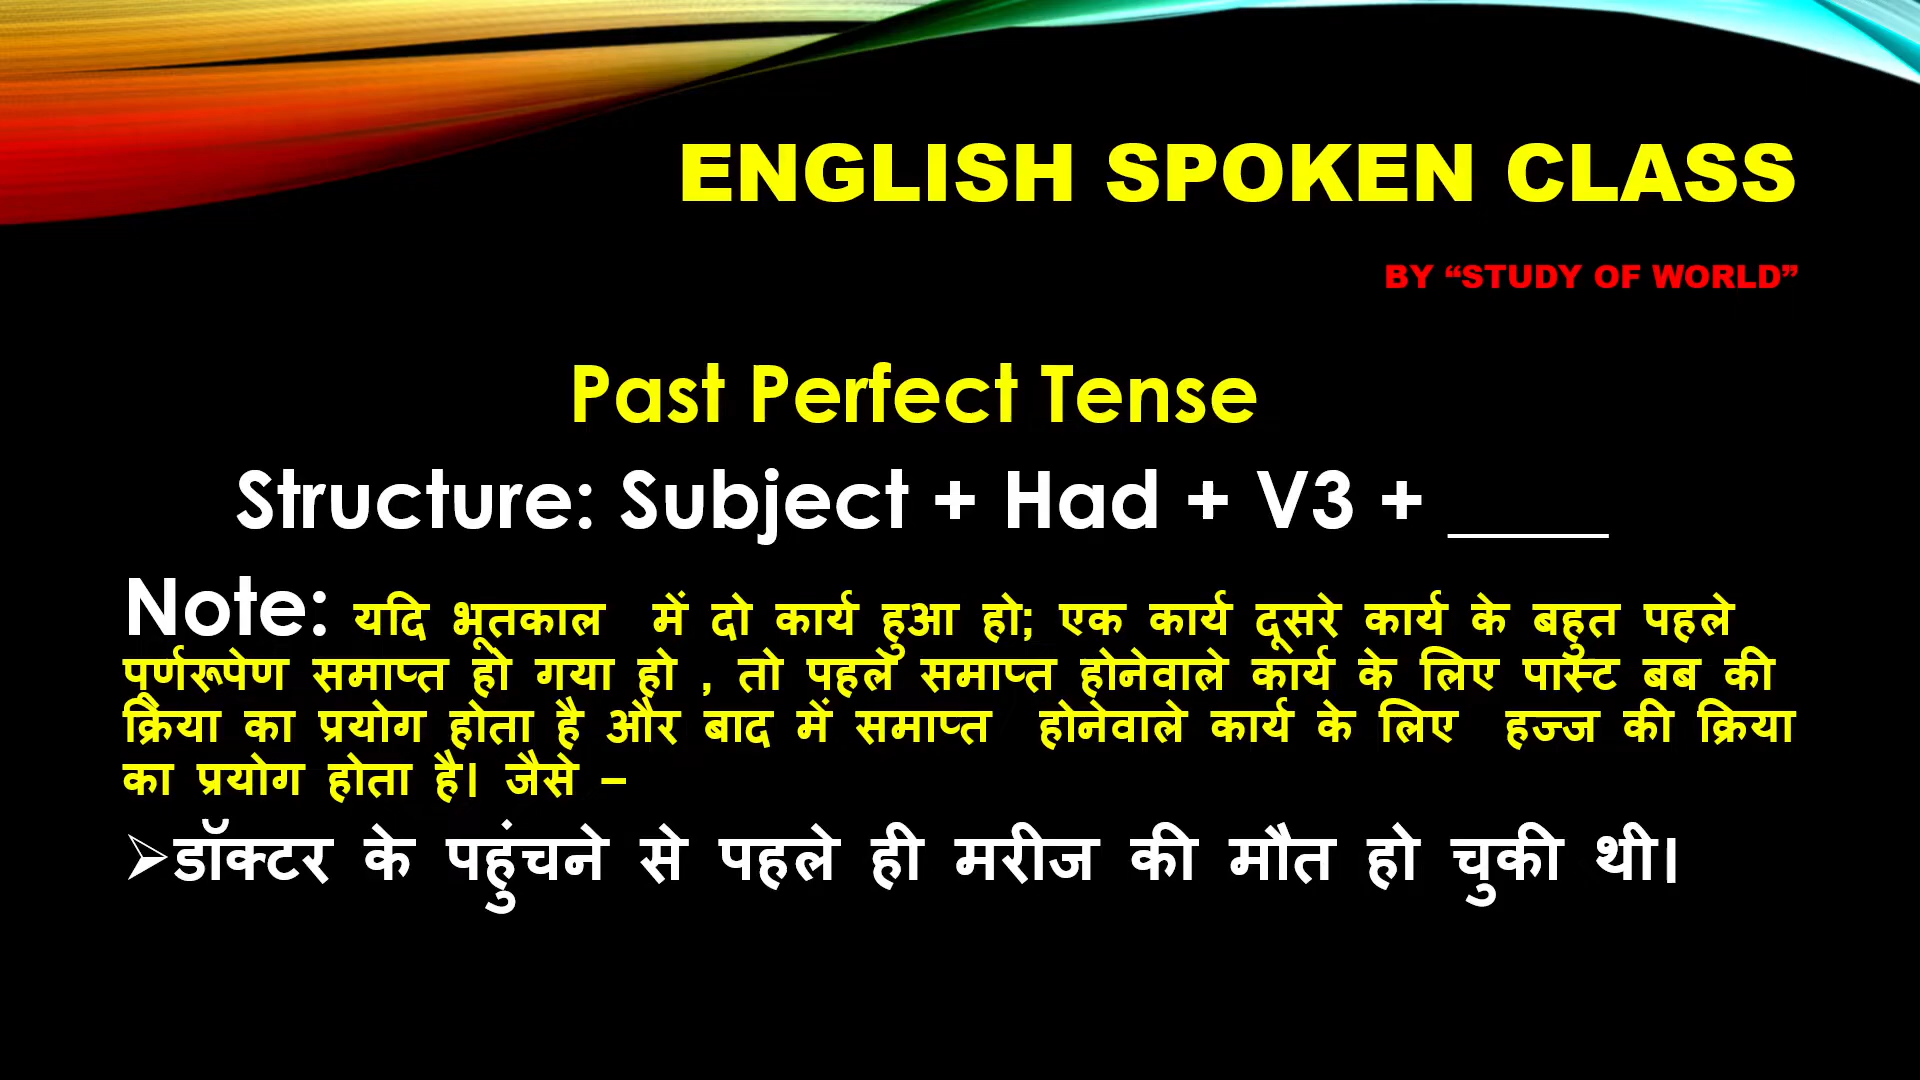 ENGLISH SPOKEN CLASS
BY “STUDY OF WORLD”
Past Perfect Tense
Structure: Subject + Had + V3 + ____
Note: यदि भूतकाल में दो कार्य हुआ हो; एक कार्य दूसरे कार्य के बहुत पहले
पूर्णरूपेण समाप्त हो गया हो , तो पहले समाप्त होनेवाले कार्य के लिए पास्ट बब की
क्रिया का प्रयोग होता है और बाद में समाप्त होनेवाले कार्य के लिए हज्ज की क्रिया
का प्रयोग होता है। जैसे –
➢डॉक्टर के पहुंचने से पहले ही मरीज की मौत हो चुकी थी।